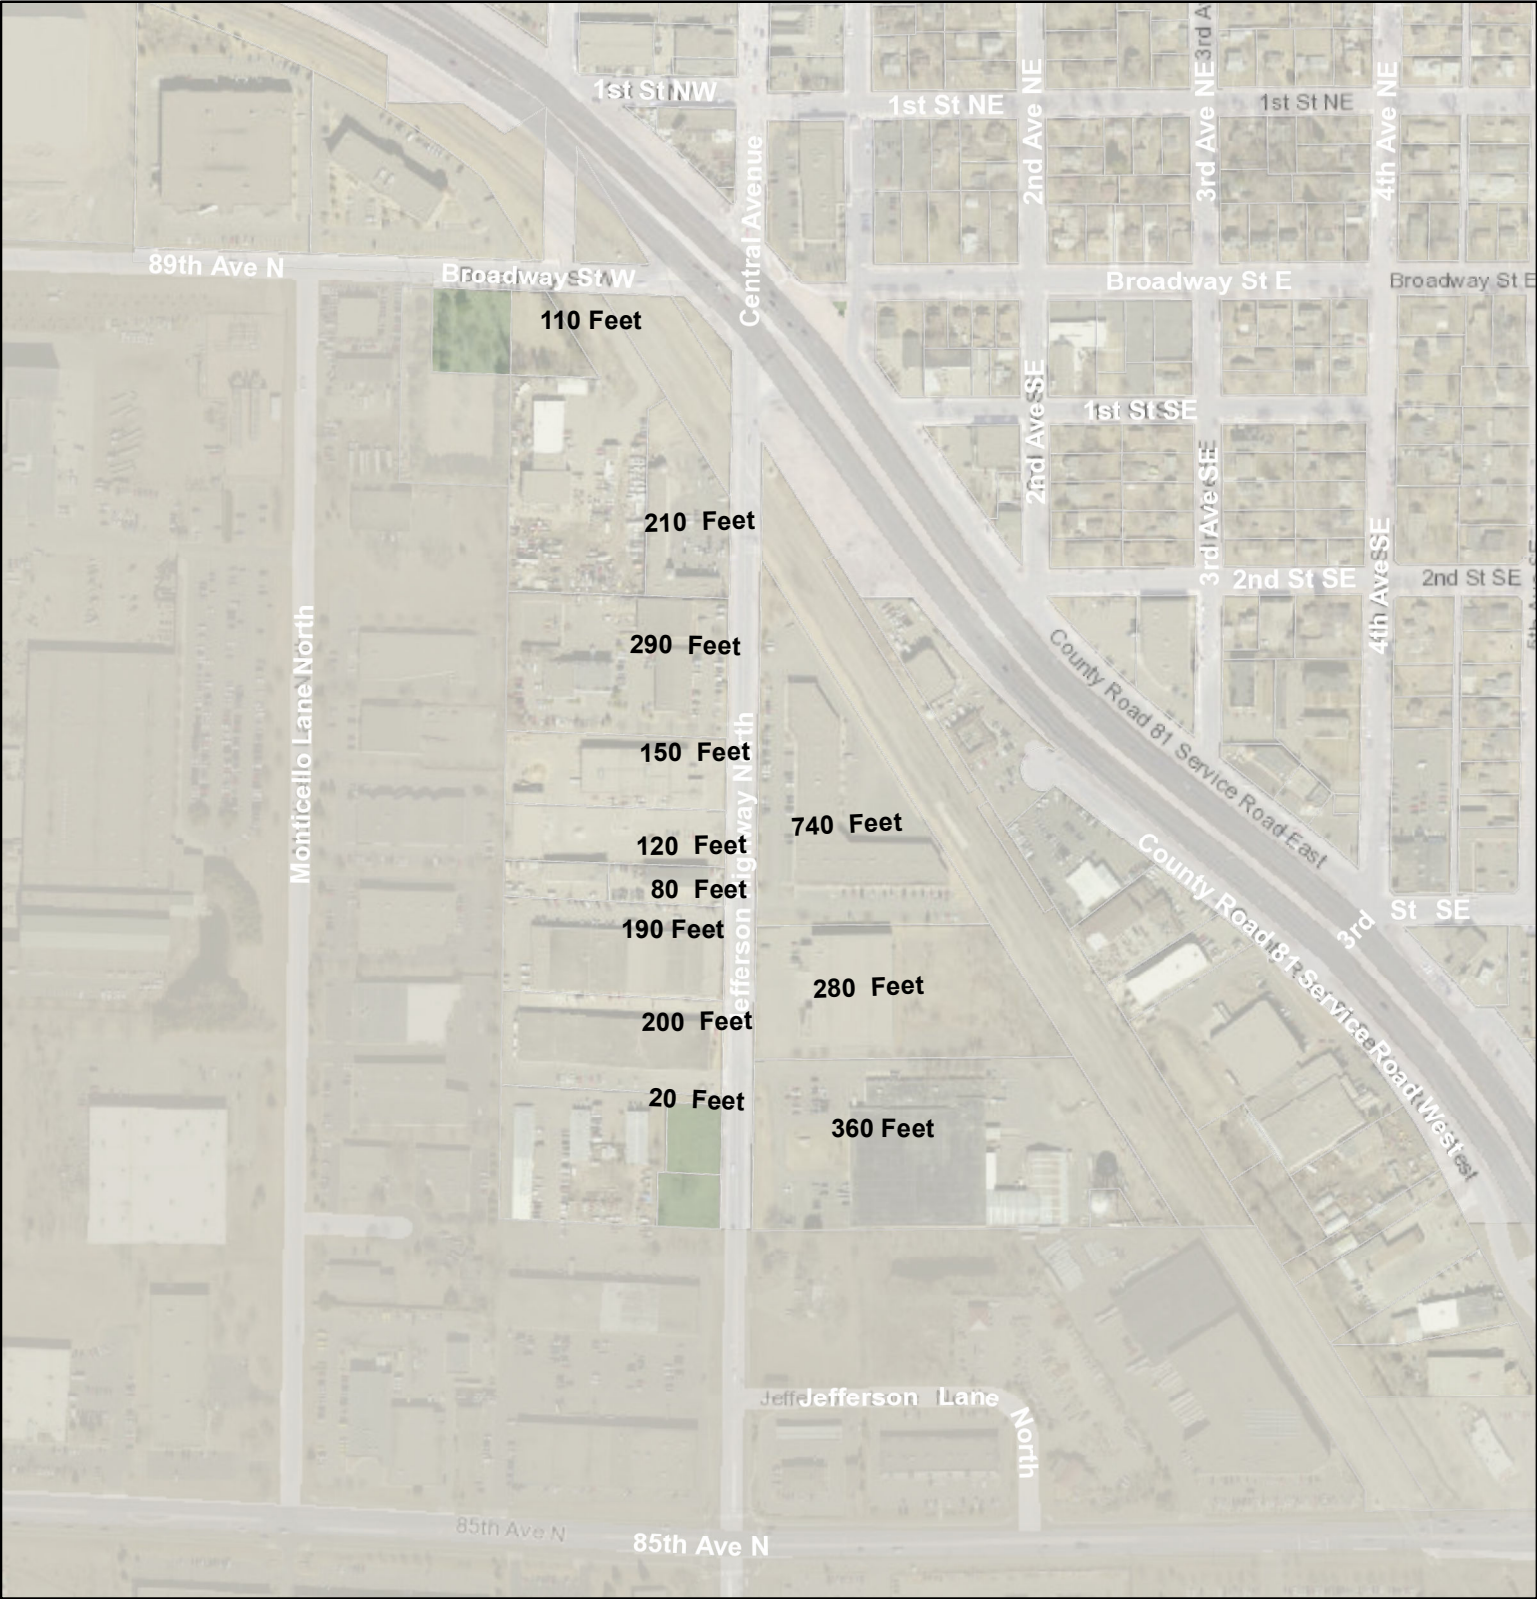 3rd A
1st St NW
1st St NE
1st St NE
2nd Ave NE
3rd Ave NE
4th Ave NE
Central Avenue
89th Ave N
Broadway St W
Broadway St E
Broadway St E
110 Feet
2nd Ave SE
1st St SE
3rd Ave SE
210 Feet
4th Ave SE
2nd St SE
2nd St SE
290 Feet
Monticello Lane North
Jefferson Highway North
150 Feet
County Road 81 Service Road East
740 Feet
120 Feet
80 Feet
190 Feet
3rd St SE
County Road 81 Service Road West
280 Feet
200 Feet
20 Feet
360 Feet
Jefferson Lane North
85th Ave N
85th Ave N